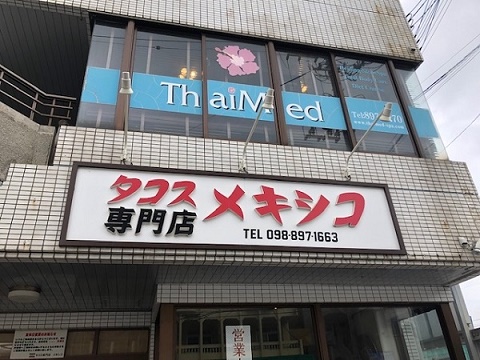 ThaiMed
タコス
専門店
メキシコ
TEL 098-897-1663
営業